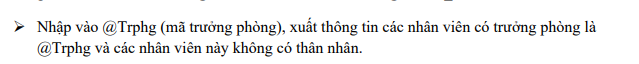 ➢ Nhập vào @Trphg (mã trưởng phòng), xuất thông tin các nhân viên có trưởng phòng là
@Trphg và các nhân viên này không có thân nhân.